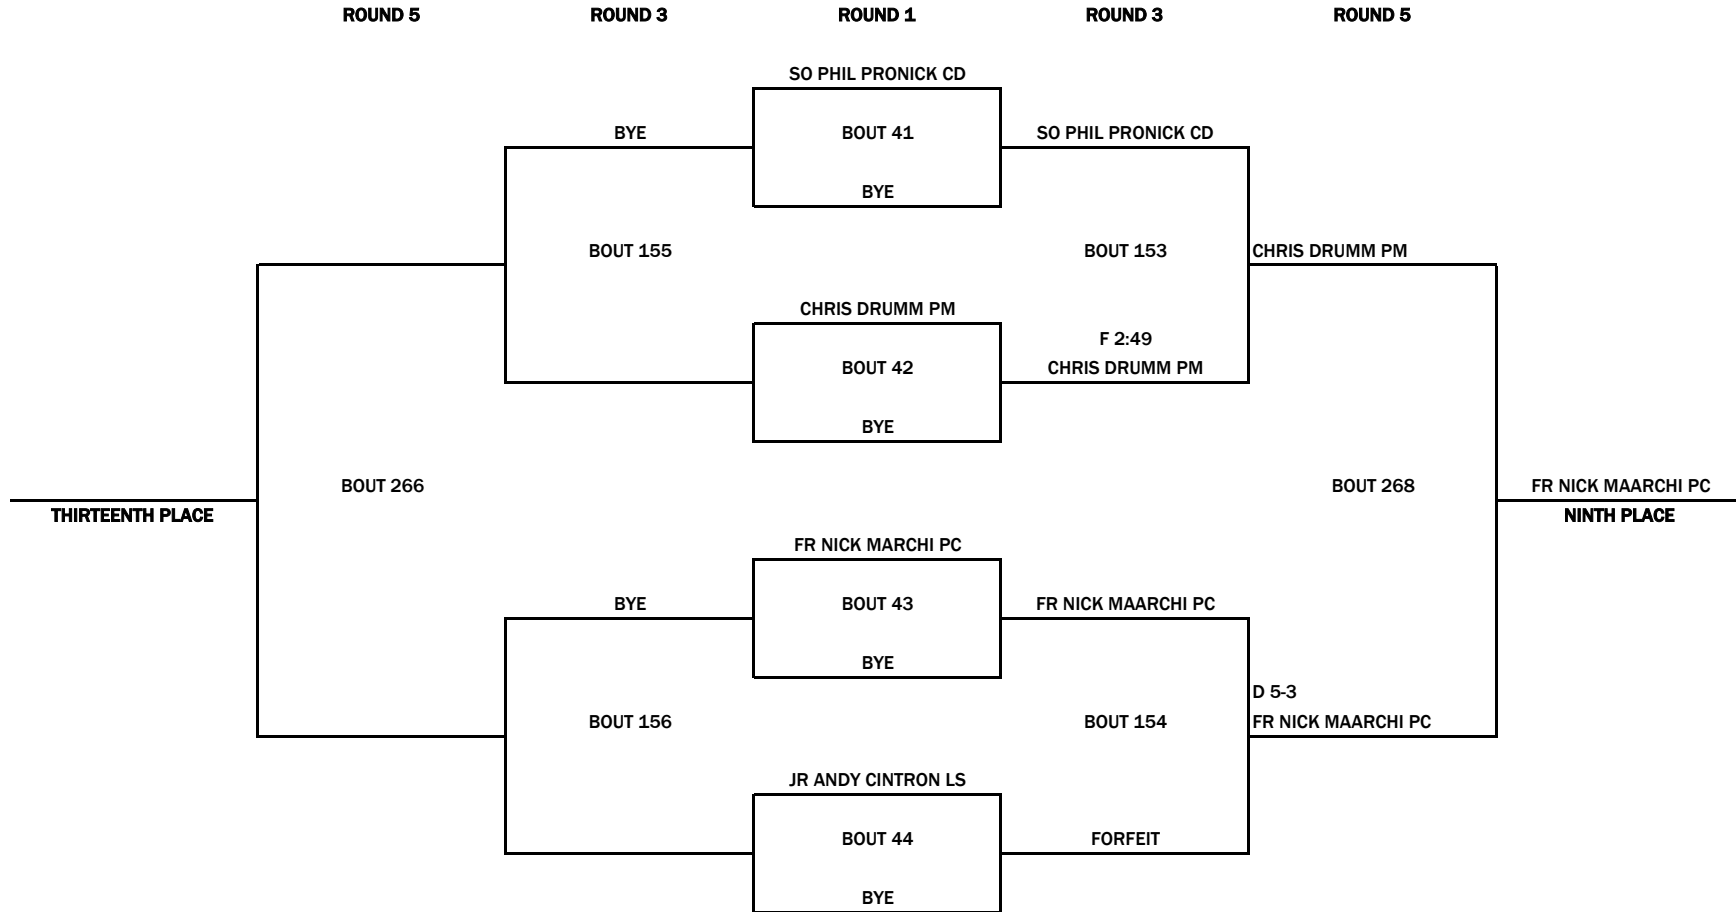 ROUND 5 ROUND 3 ROUND 1 ROUND 3 ROUND 5
SO PHIL PRONICK CD
BYE BOUT 41 SO PHIL PRONICK CD
BYE
BOUT 155 BOUT 153 CHRIS DRUMM PM
CHRIS DRUMM PM
F 2:49
BOUT 42 CHRIS DRUMM PM
BYE
BOUT 266 BOUT 268 FR NICK MAARCHI PC
THIRTEENTH PLACE NINTH PLACE
FR NICK MARCHI PC
BYE BOUT 43 FR NICK MAARCHI PC
BYE
D 5-3
BOUT 156 BOUT 154 FR NICK MAARCHI PC
JR ANDY CINTRON LS
BOUT 44 FORFEIT
BYE